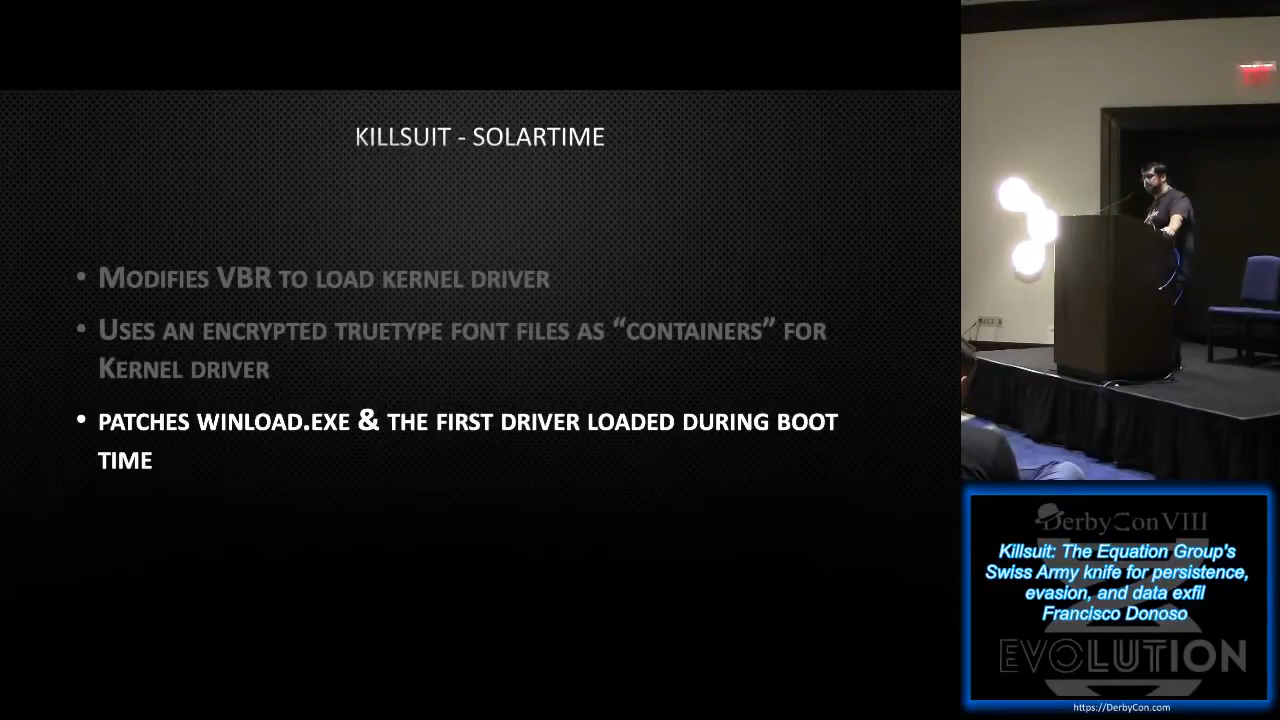 KILLSUIT - SOLARTIME
• MODIFIES VBR TO LOAD KERNEL DRIVER
• USES AN ENCRYPTED TRUETYPE FONT FILES AS “CONTAINERS” FOR
KERNEL DRIVER
• PATCHES WINLOAD.EXE & THE FIRST DRIVER LOADED DURING BOOT
TIME
DerbyCon VIII
Killsuit: The Equation Group's
Swiss Army knife for persistence,
evasion, and data exfil
Francisco Donoso
EVOLUTION
https://DerbyCon.com